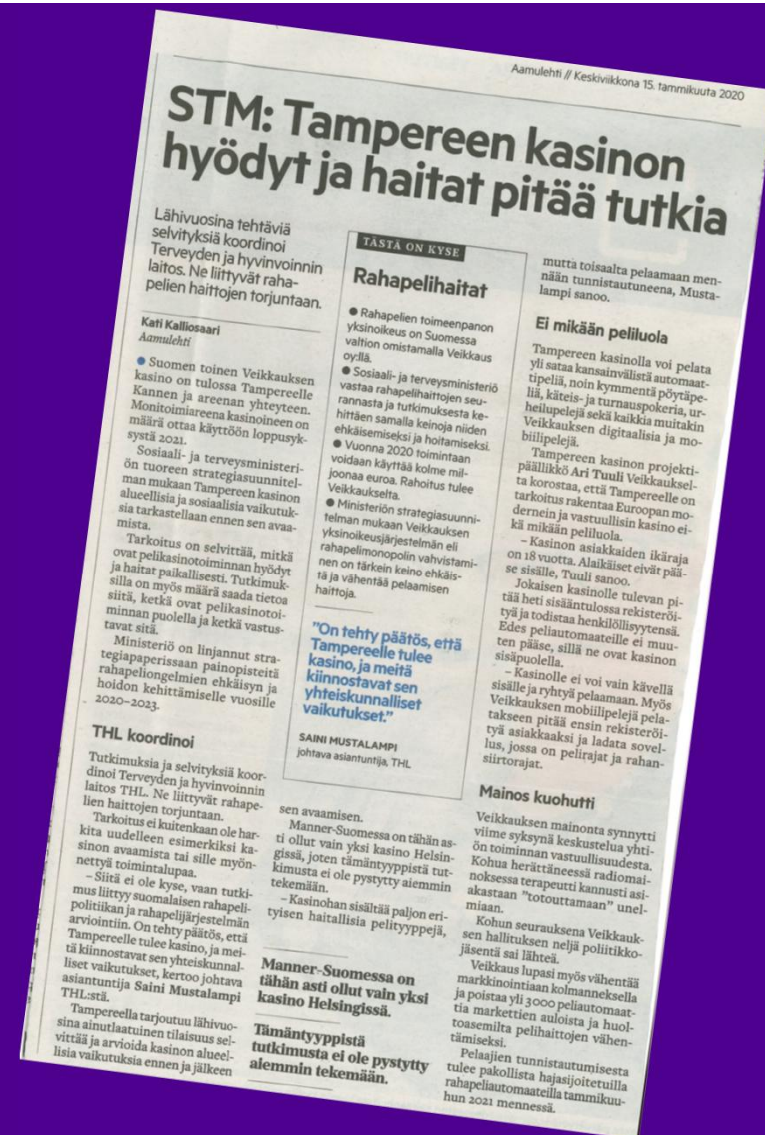 Aamulehti // Keskiviikkona 15. tammikuuta 2020
STM: Tampereen kasinon
hyödyt ja haitat pitää tutkia
Lähivuosina tehtäviä
selvityksiä koordinoi
Terveyden ja hyvinvoinnin
laitos. Ne liittyvät raha-
pelien haittojen torjuntaan.
Kati Kalliosaari
Aamulehti
● Suomen toinen Veikkauksen
kasino on tulossa Tampereelle
Kannen ja areenan yhteyteen.
Monitoimiareena kasinoineen on
määrä ottaa käyttöön loppusyk-
systä 2021.
Sosiaali- ja terveysministeri-
ön tuoreen strategiasuunnitel-
man mukaan Tampereen kasinon
alueellisia ja sosiaalisia vaikutuk-
sia tarkastellaan ennen sen avaa-
mista.
Tarkoitus on selvittää, mitkä
ovat pelikasinotoiminnan hyödyt
ja haitat paikallisesti. Tutkimuk-
silla on myös määrä saada tietoa
siitä, ketkä ovat pelikasinotoi-
minnan puolella ja ketkä vastus-
tavat sitä.
Ministeriö on linjannut stra-
tegiapaperissaan painopisteitä
rahapeliongelmien ehkäisyn ja
hoidon kehittämiselle vuosille
2020–2023.
THL koordinoi
Tutkimuksia ja selvityksiä koor-
dinoi Terveyden ja hyvinvoinnin
laitos THL. Ne liittyvät rahape-
lien haittojen torjuntaan.
Tarkoitus ei kuitenkaan ole har-
kita uudelleen esimerkiksi ka-
sinon avaamista tai sille myön-
nettyä toimintalupaa.
– Siitä ei ole kyse, vaan tutki-
mus liittyy suomalaisen rahapeli-
politiikan ja rahapelijärjestelmän
arviointiin. On tehty päätös, että
Tampereelle tulee kasino, ja mei-
tä kiinnostavat sen yhteiskunnal-
liset vaikutukset, kertoo johtava
asiantuntija Saini Mustalampi
THL:stä.
Tampereella tarjoutuu lähivuo-
sina ainutlaatuinen tilaisuus sel-
vittää ja arvioida kasinon alueel-
lisia vaikutuksia ennen ja jälkeen
TÄSTÄ ON KYSE
Rahapelihaitat
● Rahapelien toimeenpanon
yksinoikeus on Suomessa
valtion omistamalla Veikkaus
oy:llä.
● Sosiaali- ja terveysministeriö
vastaa rahapelihaittojen seu-
rannasta ja tutkimuksesta ke-
hittäen samalla keinoja niiden
ehkäisemiseksi ja hoitamiseksi.
● Vuonna 2020 toimintaan
voidaan käyttää kolme mil-
joonaa euroa. Rahoitus tulee
Veikkaukselta.
● Ministeriön strategiasuunni-
telman mukaan Veikkauksen
yksinoikeusjärjestelmän eli
rahapelimonopolin vahvistami-
nen on tärkein keino ehkäis-
tä ja vähentää pelaamisen
haittoja.
"On tehty päätös, että
Tampereelle tulee
kasino, ja meitä
kiinnostavat sen
yhteiskunnalliset
vaikutukset."
SAINI MUSTALAMPI
johtava asiantuntija, THL
sen avaamisen.
Manner-Suomessa on tähän as-
ti ollut vain yksi kasino Helsin-
gissä, joten tämäntyyppistä tut-
kimusta ei ole pystytty aiemmin
tekemään.
– Kasinohan sisältää paljon eri-
tyisen haitallisia pelityyppejä,
Manner-Suomessa on
tähän asti ollut vain yksi
kasino Helsingissä.
Tämäntyyppistä
tutkimusta ei ole pystytty
aiemmin tekemään.
mutta toisaalta pelaamaan men-
nään tunnistautuneena, Musta-
lampi sanoo.
Ei mikään peliluola
Tampereen kasinolla voi pelata
yli sataa kansainvälistä automaat-
tipeliä, noin kymmentä pöytäpe-
liä, käteis- ja turnauspokeria, ur-
heilupelejä sekä kaikkia muitakin
Veikkauksen digitaalisia ja mo-
biilipelejä.
Tampereen kasinon projekti-
päällikkö Ari Tuuli Veikkauksel-
ta korostaa, että Tampereelle on
tarkoitus rakentaa Euroopan mo-
dernein ja vastuullisin kasino ei-
kä mikään peliluola.
– Kasinon asiakkaiden ikäraja
on 18 vuotta. Alaikäiset eivät pää-
se sisälle, Tuuli sanoo.
Jokaisen kasinolle tulevan pi-
tää heti sisääntulossa rekisteröi-
tyä ja todistaa henkilöllisyytensä.
Edes peliautomaateille ei muu-
ten pääse, sillä ne ovat kasinon
sisäpuolella.
– Kasinolle ei voi vain kävellä
sisälle ja ryhtyä pelaamaan. Myös
Veikkauksen mobiilipelejä pela-
takseen pitää ensin rekisteröi-
tyä asiakkaaksi ja ladata sovel-
lus, jossa on pelirajat ja rahan-
siirtorajat.
Mainos kuohutti
Veikkauksen mainonta synnytti
viime syksynä keskustelua yhti-
ön toiminnan vastuullisuudesta.
Kohua herättäneessä radiomai-
noksessa terapeutti kannusti asi-
akastaan "totouttamaan" unel-
miaan.
Kohun seurauksena Veikkauk-
sen hallituksen neljä poliitikko-
jäsentä sai lähteä.
Veikkaus lupasi myös vähentää
markkinointiaan kolmanneksella
ja poistaa yli 3000 peliautomaat-
tia markettien auloista ja huol-
toasemilta pelihaittojen vähen-
tämiseksi.
Pelaajien tunnistautumisesta
tulee pakollista hajasijoitetuilla
rahapeliautomaateilla tammikuu-
hun 2021 mennessä.